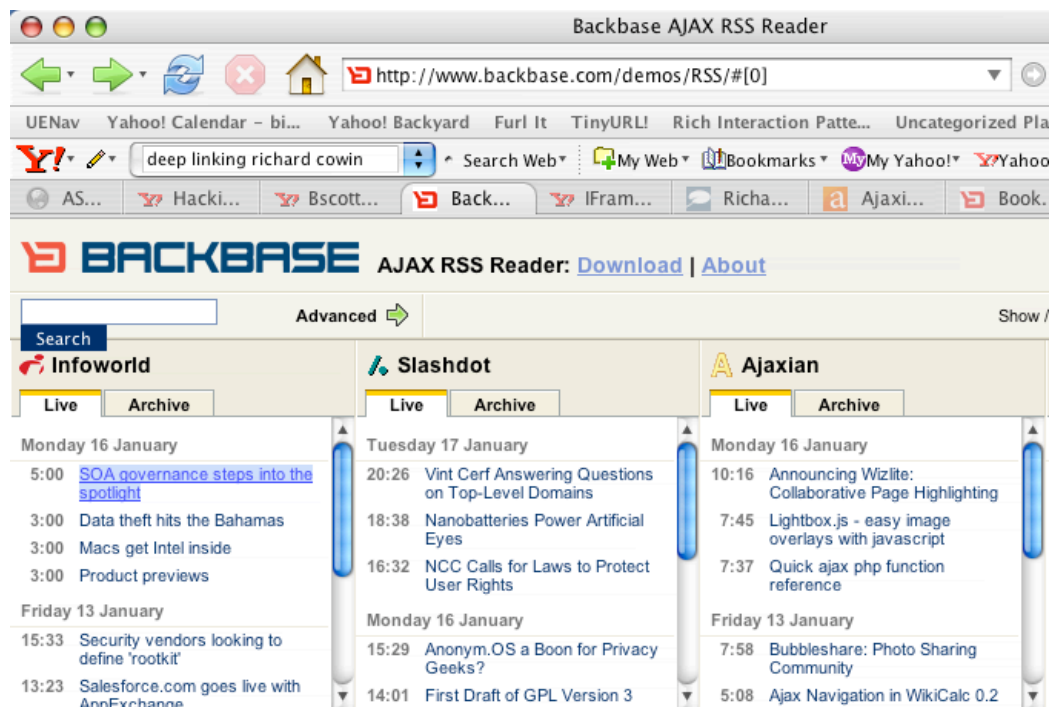 Backbase AJAX RSS Reader
http://www.backbase.com/demos/RSS/#[0]
UENav Yahoo! Calendar – bi... Yahoo! Backyard Furl It TinyURL! Rich Interaction Patte... Uncategorized Pla
Y! deep linking richard cowin Search Web My Web Bookmarks My My Yahoo! Y! Yahoo
AS... Hacki... Bscott... Back... IFram... Richa... Ajaxi... Book.
BACKBASE AJAX RSS Reader: Download | About
Advanced Show /
Search
Infoworld
Live Archive
Monday 16 January
5:00 SOA governance steps into the
spotlight
3:00 Data theft hits the Bahamas
3:00 Macs get Intel inside
3:00 Product previews
Friday 13 January
15:33 Security vendors looking to
define 'rootkit'
13:23 Salesforce.com goes live with
AppExchange
Slashdot
Live Archive
Tuesday 17 January
20:26 Vint Cerf Answering Questions
on Top-Level Domains
18:38 Nanobatteries Power Artificial
Eyes
16:32 NCC Calls for Laws to Protect
User Rights
Monday 16 January
15:29 Anonym.OS a Boon for Privacy
Geeks?
14:01 First Draft of GPL Version 3
Ajaxian
Live Archive
Monday 16 January
10:16 Announcing Wizlite:
Collaborative Page Highlighting
7:45 Lightbox.js - easy image
overlays with javascript
7:37 Quick ajax php function
reference
Friday 13 January
7:58 Bubbleshare: Photo Sharing
Community
5:08 Ajax Navigation in WikiCalc 0.2